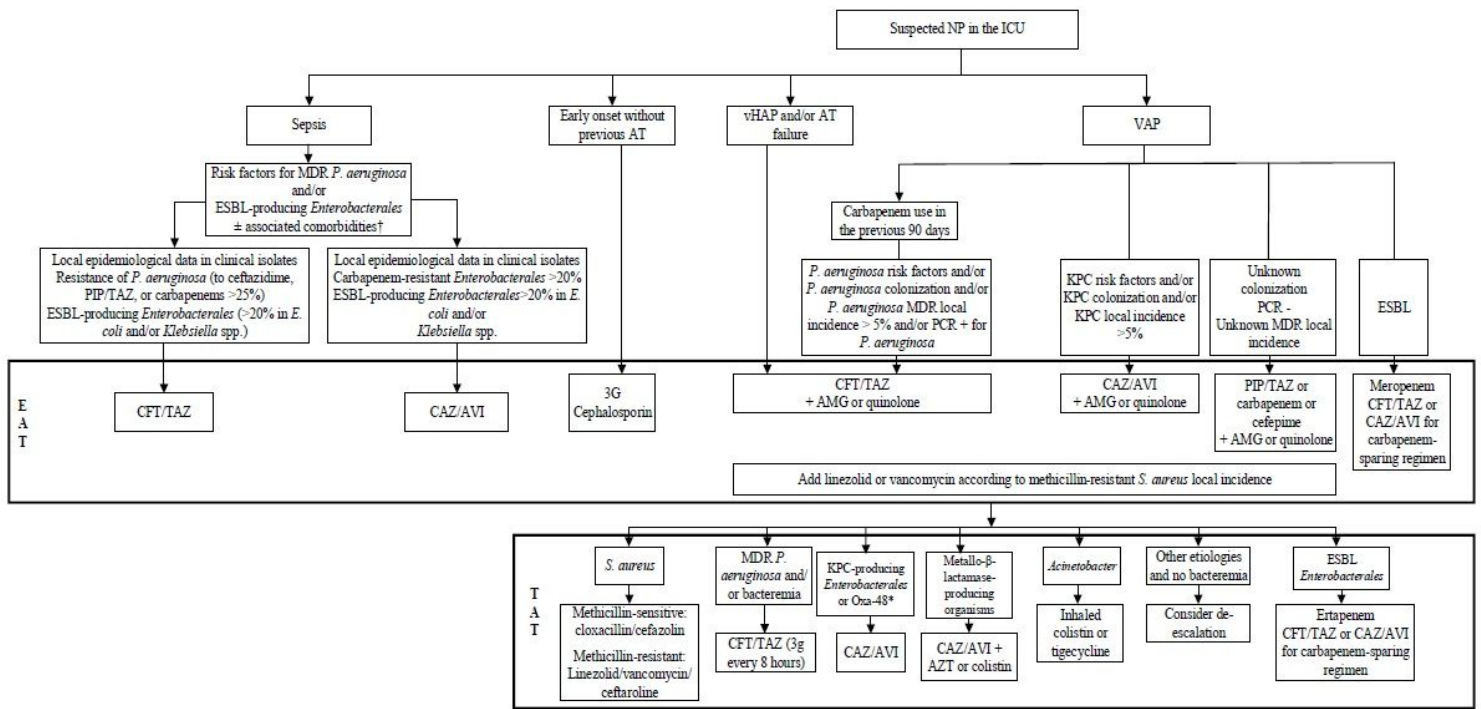 Suspected NP in the ICU
Sepsis
Early onset without
previous AT
vHAP and/or AT
failure
VAP
Risk factors for MDR P. aeruginosa
and/or
ESBL-producing Enterobacterales
± associated comorbidities†
Carbapenem use in
the previous 90 days
Local epidemiological data in clinical isolates
Resistance of P. aeruginosa (to ceftazidime,
PIP/TAZ, or carbapenems >25%)
ESBL-producing Enterobacterales (>20% in E.
coli and/or Klebsiella spp.)
Local epidemiological data in clinical isolates
Carbapenem-resistant Enterobacterales >20%
ESBL-producing Enterobacterales>20% in E.
coli and/or
Klebsiella spp.
P. aeruginosa risk factors and/or
P. aeruginosa colonization and/or
P. aeruginosa MDR local
incidence > 5% and/or PCR + for
P. aeruginosa
KPC risk factors and/or
KPC colonization and/or
KPC local incidence
>5%
Unknown
colonization
PCR -
Unknown MDR local
incidence
ESBL
E
A
T
CFT/TAZ
CAZ/AVI
3G
Cephalosporin
CFT/TAZ
+ AMG or quinolone
CAZ/AVI
+ AMG or quinolone
PIP/TAZ or
carbapenem or
cefepime
+ AMG or quinolone
Meropenem
CFT/TAZ or
CAZ/AVI for
carbapenem-
sparing regimen
Add linezolid or vancomycin according to methicillin-resistant S. aureus local incidence
T
A
T
S. aureus
MDR P.
aeruginosa and/
or bacteremia
KPC-producing
Enterobacterales
or Oxa-48*
Metallo-β-
lactamase-
producing
organisms
Acinetobacter
Other etiologies
and no bacteremia
ESBL
Enterobacterales
Methicillin-sensitive:
cloxacillin/cefazolin
Methicillin-resistant:
Linezolid/vancomycin/
ceftaroline
CFT/TAZ (3g
every 8 hours)
CAZ/AVI
CAZ/AVI +
AZT or colistin
Inhaled
colistin or
tigecycline
Consider de-
escalation
Ertapenem
CFT/TAZ or CAZ/AVI
for carbapenem-sparing
regimen